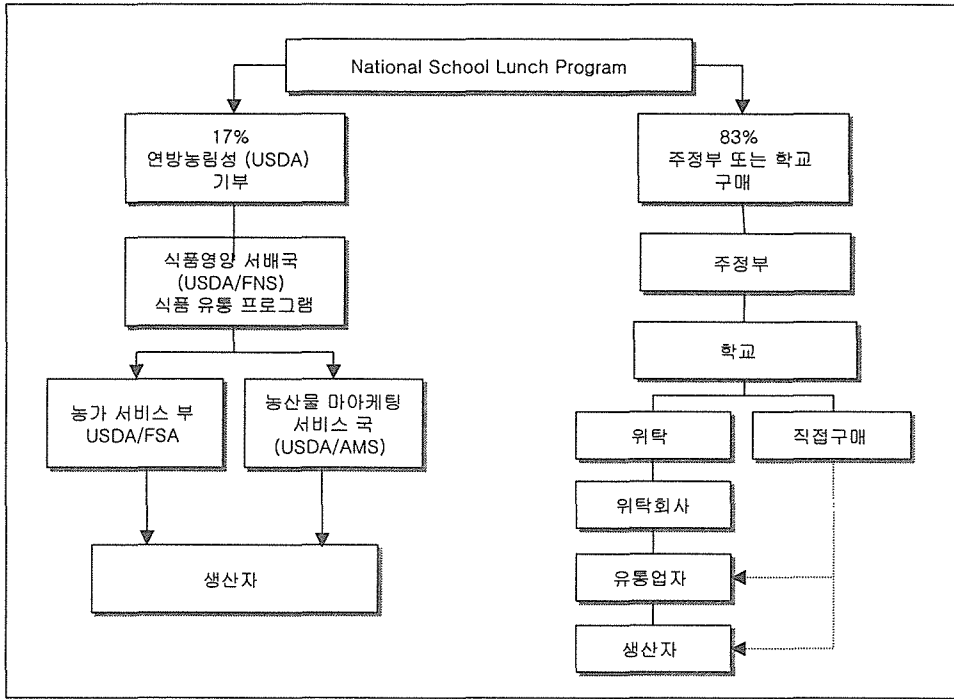 National School Lunch Program
17%
연방농림성 (USDA)
기부
식품영양 서배국
(USDA/FNS)
식품 유통 프로그램
농가 서비스 부
USDA/FSA
농산물 마아케팅
서비스 국
(USDA/AMS)
생산자
83%
주정부 또는 학교
구매
주정부
학교
위탁
직접구매
위탁회사
유통업자
생산자